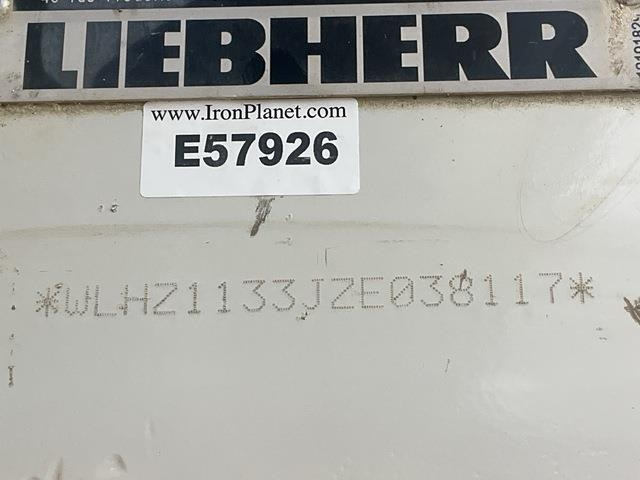 LIEBHERR
www.IronPlanet.com
E57926
*WLHZ1133JZE038117*